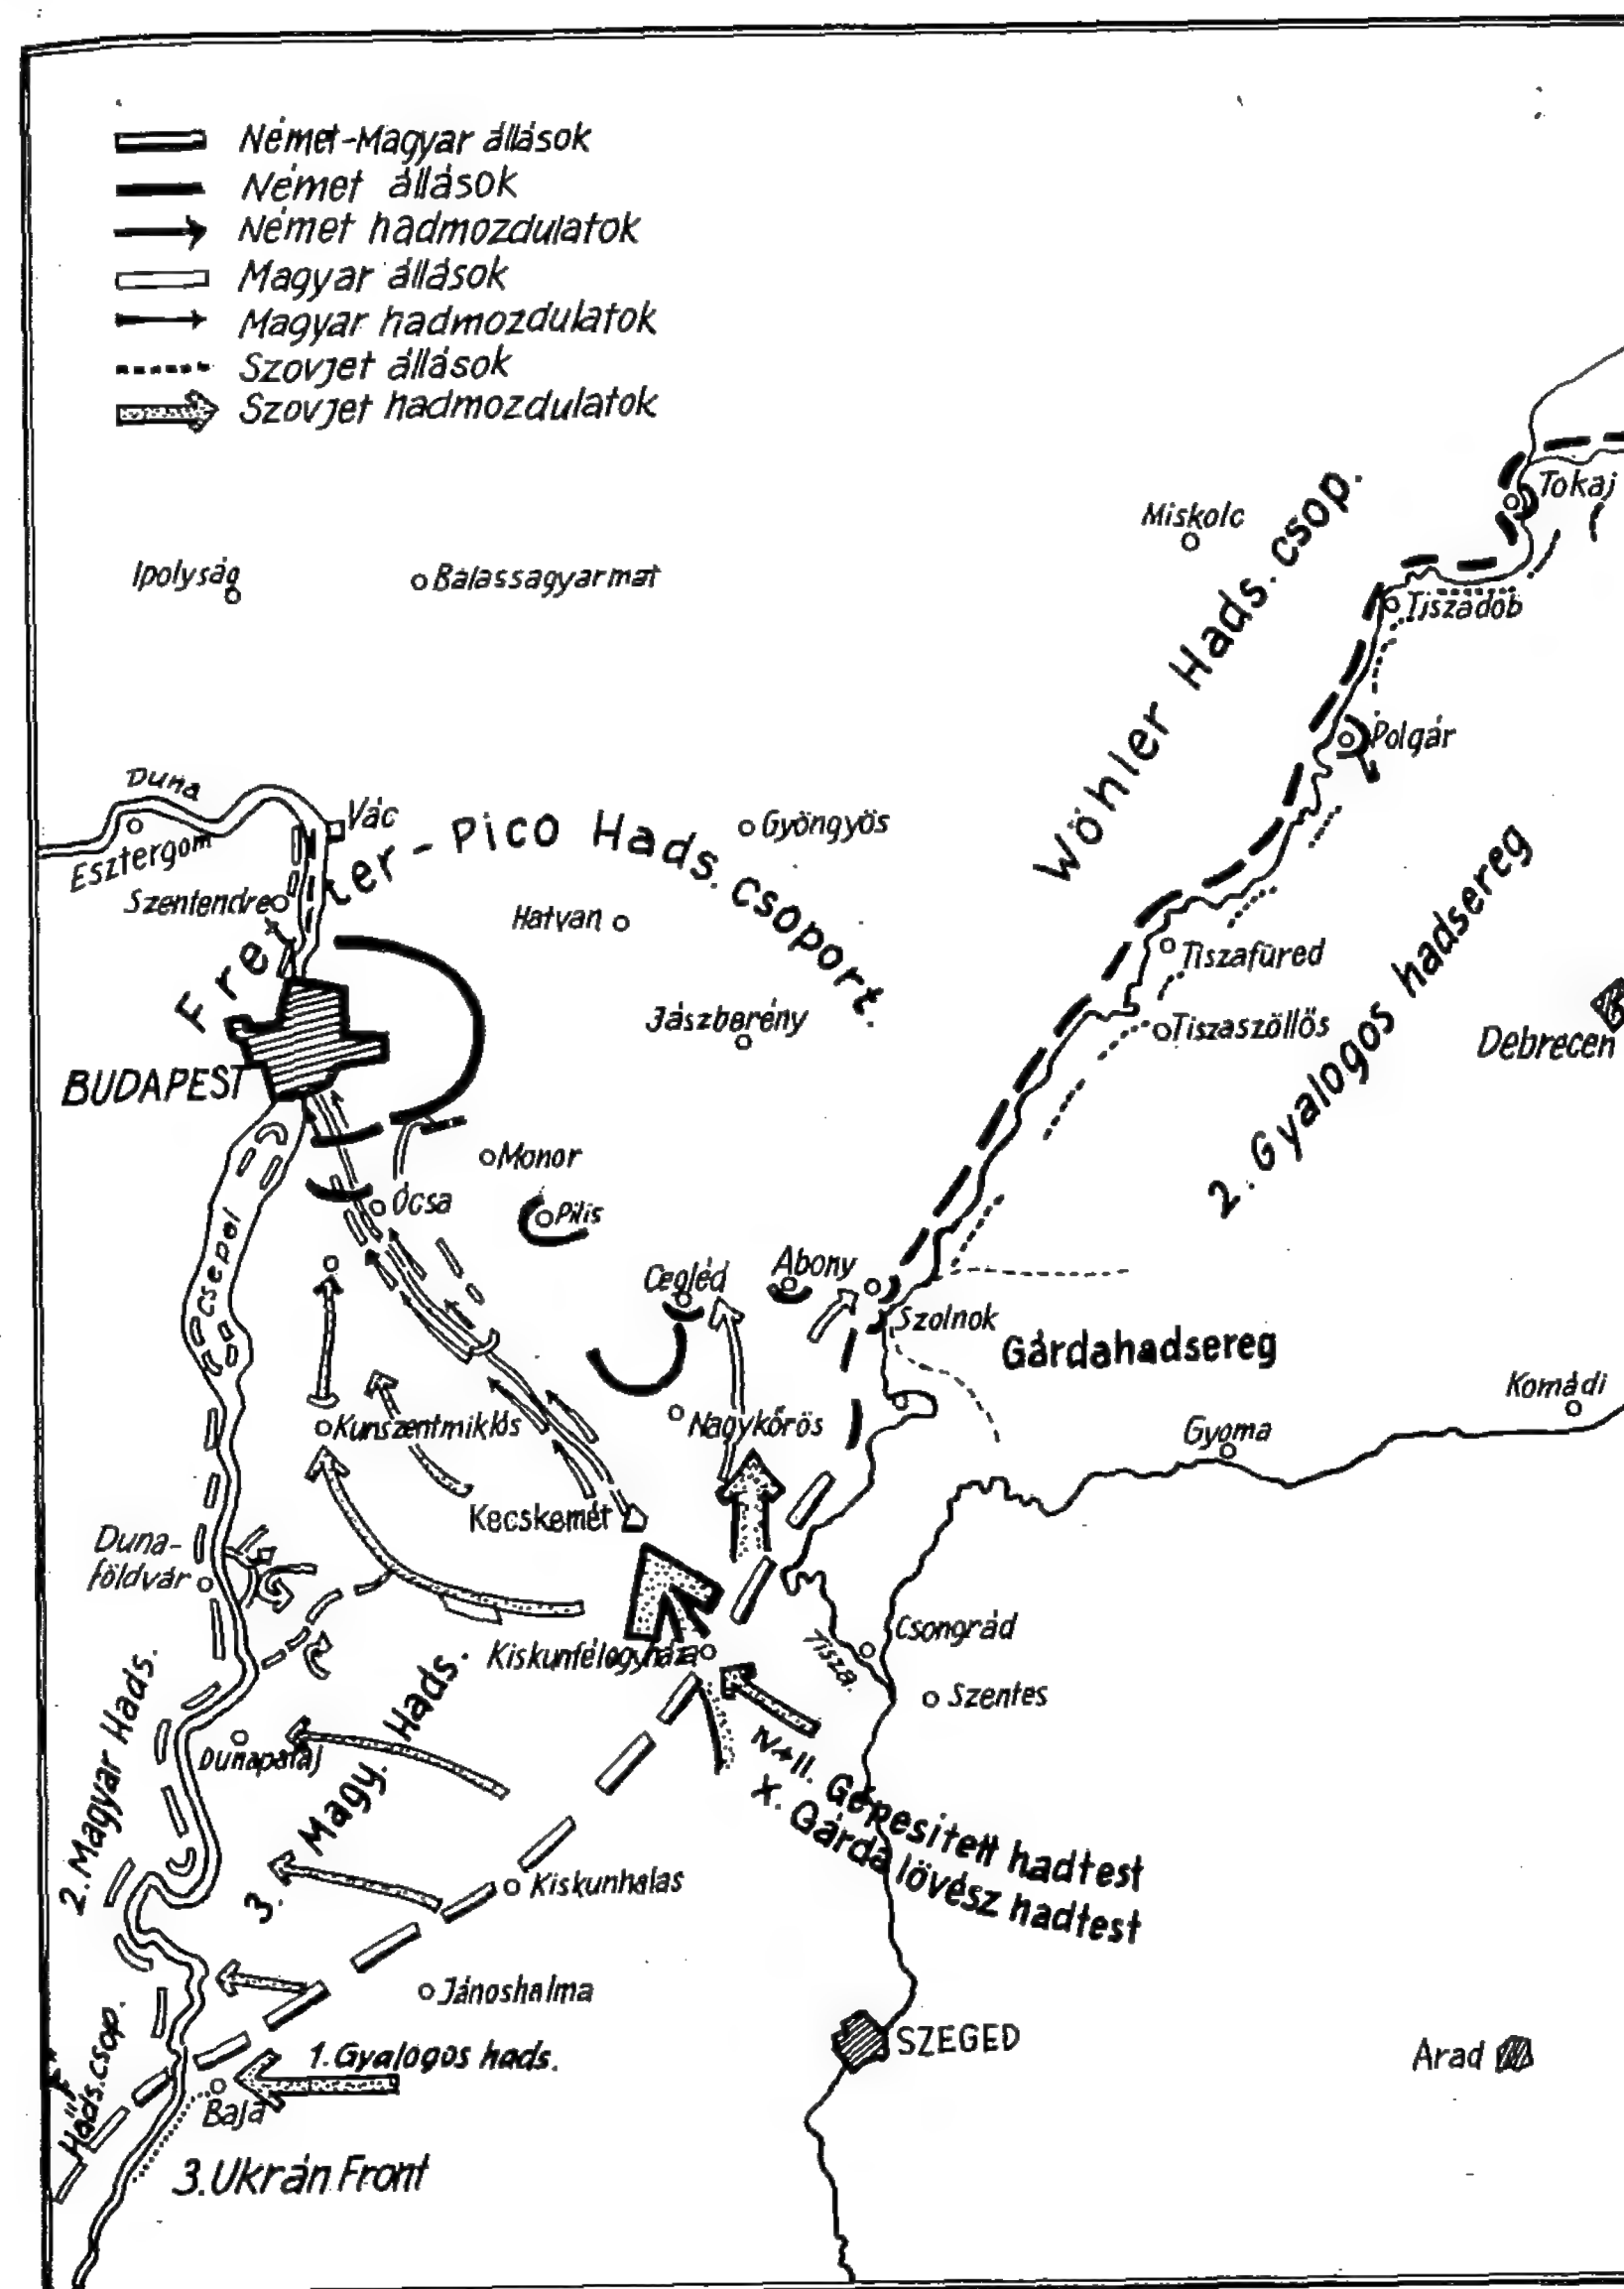 Német-Magyar állások
Német állások
Német hadmozdulatok
Magyar állások
Magyar hadmozdulatok
Szovjet állások
Szovjet hadmozdulatok
Tokaj
Miskolc
Wöhler Hads. csop.
Ipolyság
Balassagyarmat
Tiszadob
Polgár
Duna
Vác
Esztergom
Szentendre
Fretter-Pico Hads. csoport.
Gyöngyös
Hatvan
Tiszafüred
2. Gyalogos hadsereg
Jászberény
Tiszaszöllős
Debrecen
BUDAPEST
Monor
Ócsa
Pilis
Csepel
Cegléd
Abony
Szolnok
Gárdahadsereg
Komádi
Kunszentmiklós
Nagykőrös
Gyoma
Kecskemét
Duna-
földvár
Csongrád
Tisza.
Kiskunfélegyháza
Szentes
2. Magyar Hads.
3. Magy. Hads.
Dunapataj
IV+II. Gépesített hadtest
X. Gárda lövész hadtest
Kiskunhalas
Jánoshalma
SZEGED
Arad
1. Gyalogos hads.
"F" Hads. csop.
Baja
3. Ukrán Front